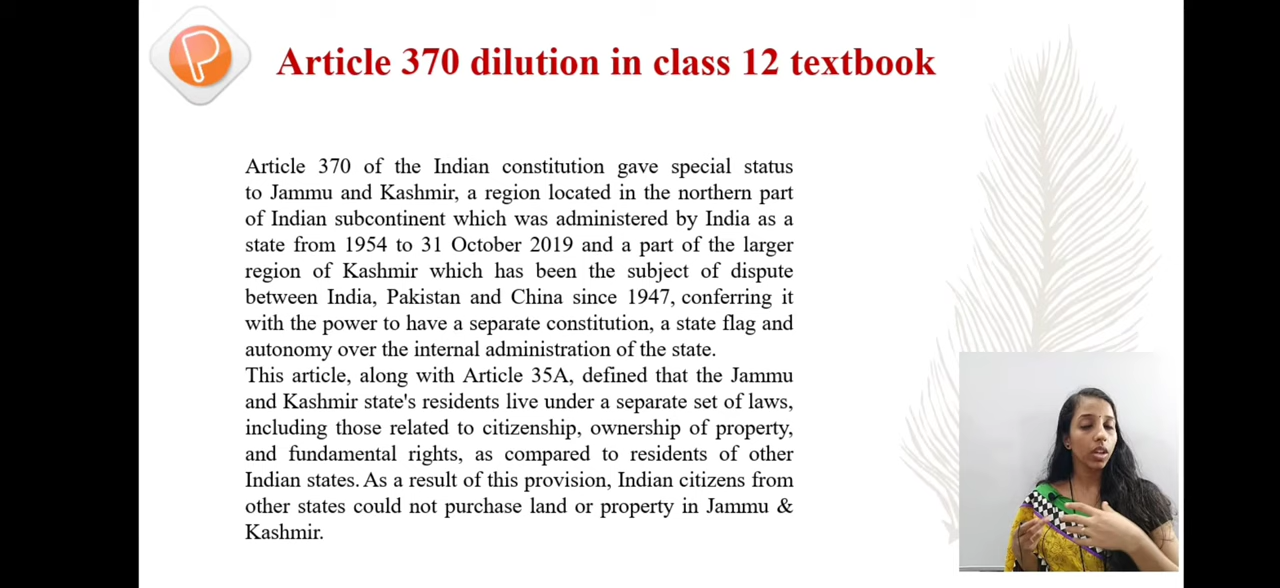 Article 370 dilution in class 12 textbook
Article 370 of the Indian constitution gave special status
to Jammu and Kashmir, a region located in the northern part
of Indian subcontinent which was administered by India as a
state from 1954 to 31 October 2019 and a part of the larger
region of Kashmir which has been the subject of dispute
between India, Pakistan and China since 1947, conferring it
with the power to have a separate constitution, a state flag and
autonomy over the internal administration of the state.
This article, along with Article 35A, defined that the Jammu
and Kashmir state's residents live under a separate set of laws,
including those related to citizenship, ownership of property,
and fundamental rights, as compared to residents of other
Indian states. As a result of this provision, Indian citizens from
other states could not purchase land or property in Jammu &
Kashmir.